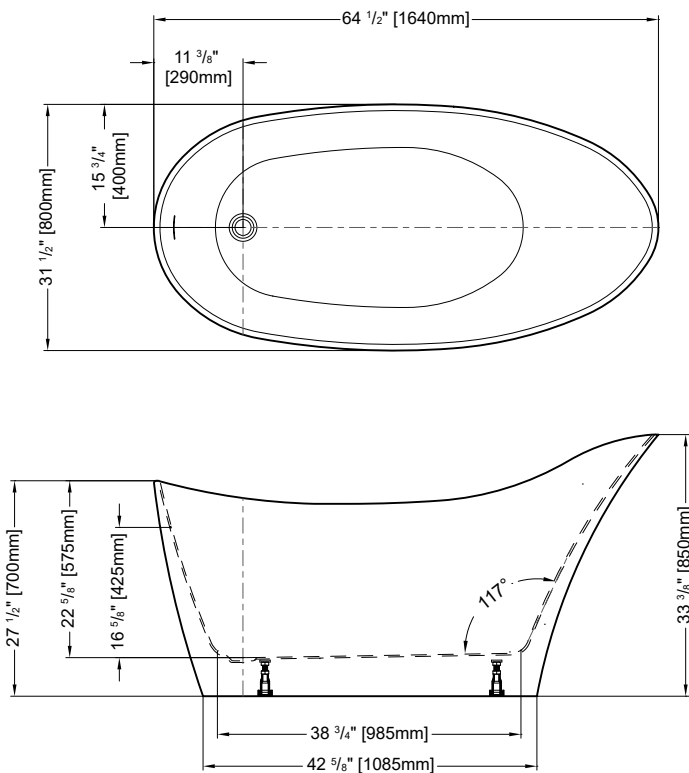 64 1/2" [1640mm]
11 3/8"
[290mm]
15 3/4"
[400mm]
31 1/2" [800mm]
27 1/2" [700mm]
22 5/8" [575mm]
16 5/8" [425mm]
117°
33 3/8" [850mm]
38 3/4" [985mm]
42 5/8" [1085mm]